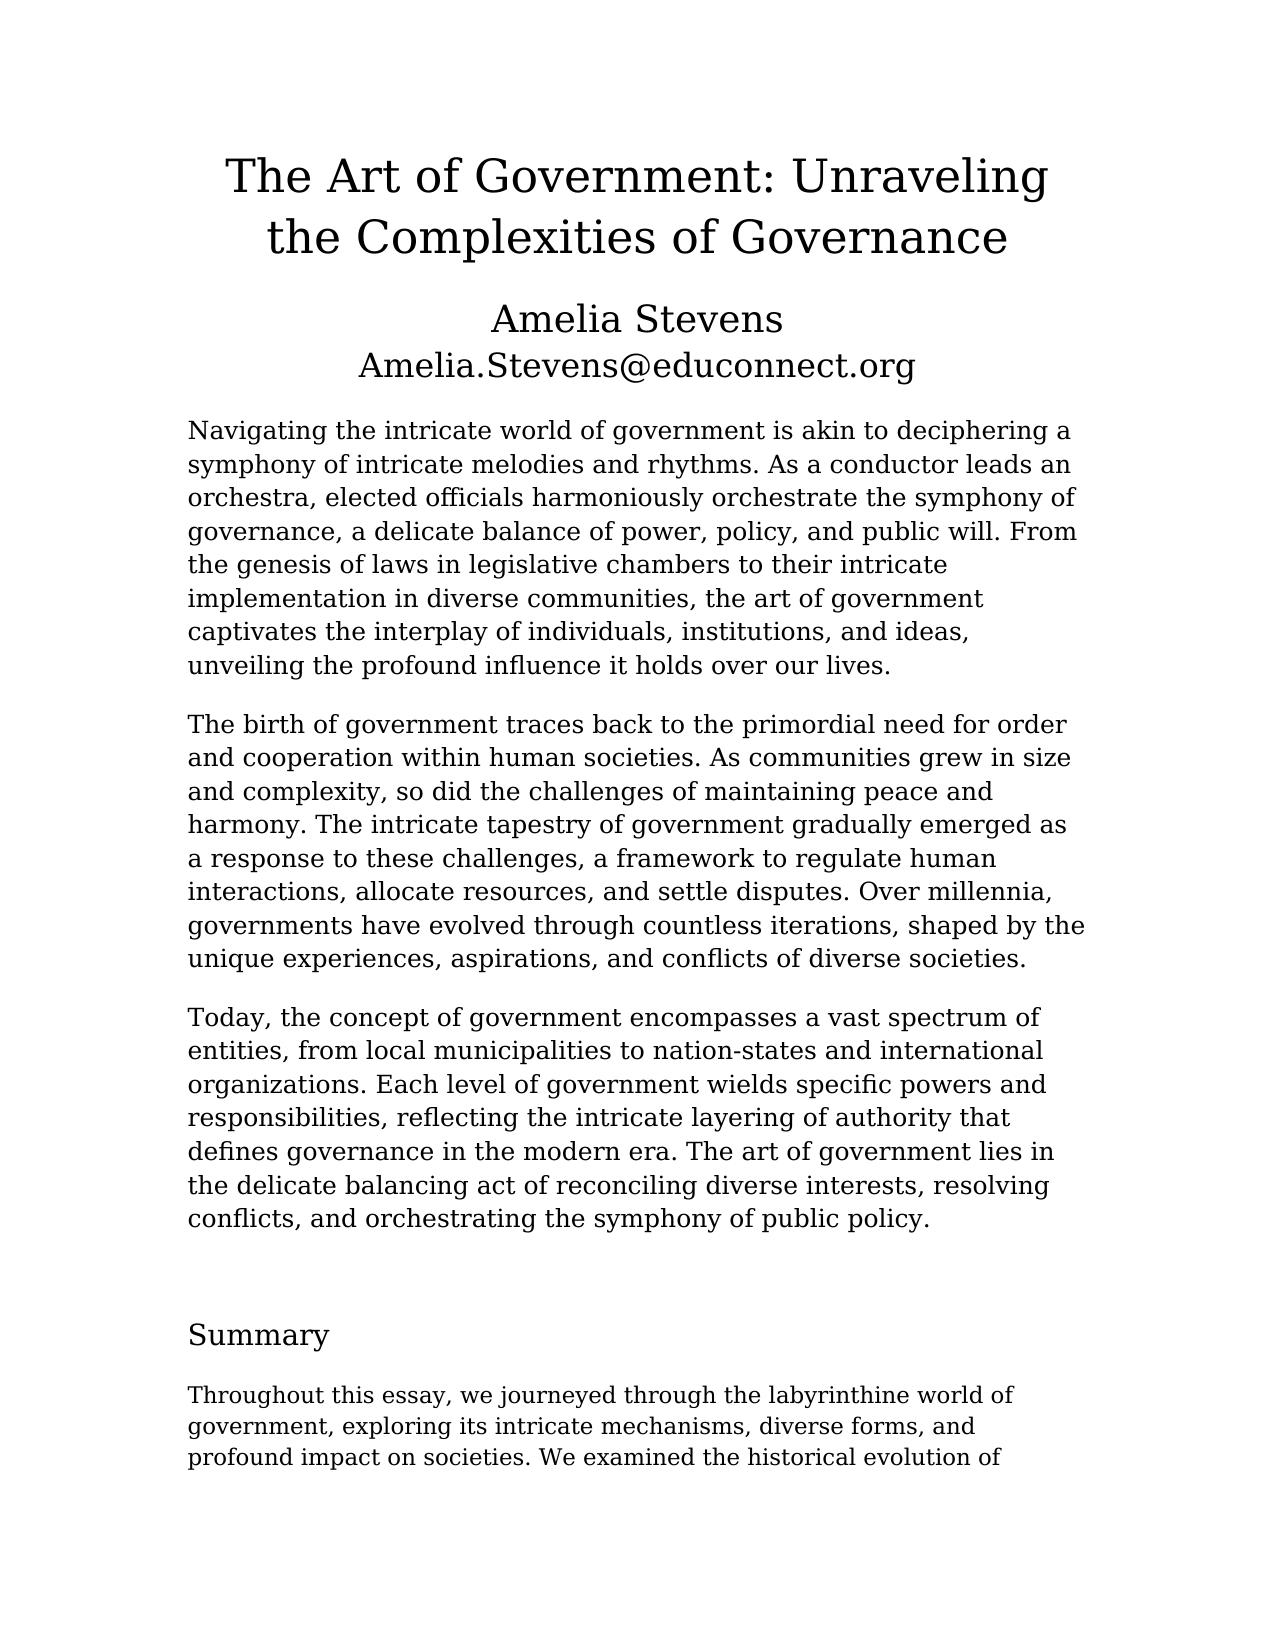 The Art of Government: Unraveling
the Complexities of Governance
Amelia Stevens
Amelia.Stevens@educonnect.org
Navigating the intricate world of government is akin to deciphering a
symphony of intricate melodies and rhythms. As a conductor leads an
orchestra, elected officials harmoniously orchestrate the symphony of
governance, a delicate balance of power, policy, and public will. From
the genesis of laws in legislative chambers to their intricate
implementation in diverse communities, the art of government
captivates the interplay of individuals, institutions, and ideas,
unveiling the profound influence it holds over our lives.
The birth of government traces back to the primordial need for order
and cooperation within human societies. As communities grew in size
and complexity, so did the challenges of maintaining peace and
harmony. The intricate tapestry of government gradually emerged as
a response to these challenges, a framework to regulate human
interactions, allocate resources, and settle disputes. Over millennia,
governments have evolved through countless iterations, shaped by the
unique experiences, aspirations, and conflicts of diverse societies.
Today, the concept of government encompasses a vast spectrum of
entities, from local municipalities to nation-states and international
organizations. Each level of government wields specific powers and
responsibilities, reflecting the intricate layering of authority that
defines governance in the modern era. The art of government lies in
the delicate balancing act of reconciling diverse interests, resolving
conflicts, and orchestrating the symphony of public policy.
Summary
Throughout this essay, we journeyed through the labyrinthine world of
government, exploring its intricate mechanisms, diverse forms, and
profound impact on societies. We examined the historical evolution of